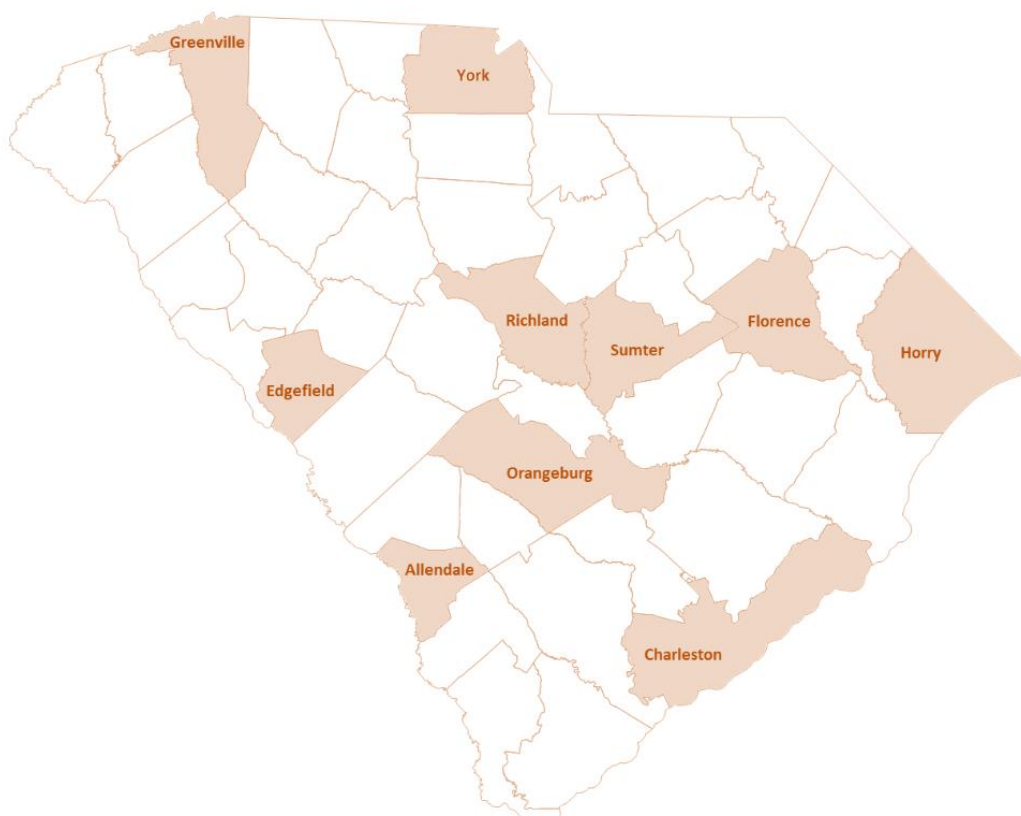 Greenville
York
Richland
Florence
Sumter
Horry
Edgefield
Orangeburg
Allendale
Charleston